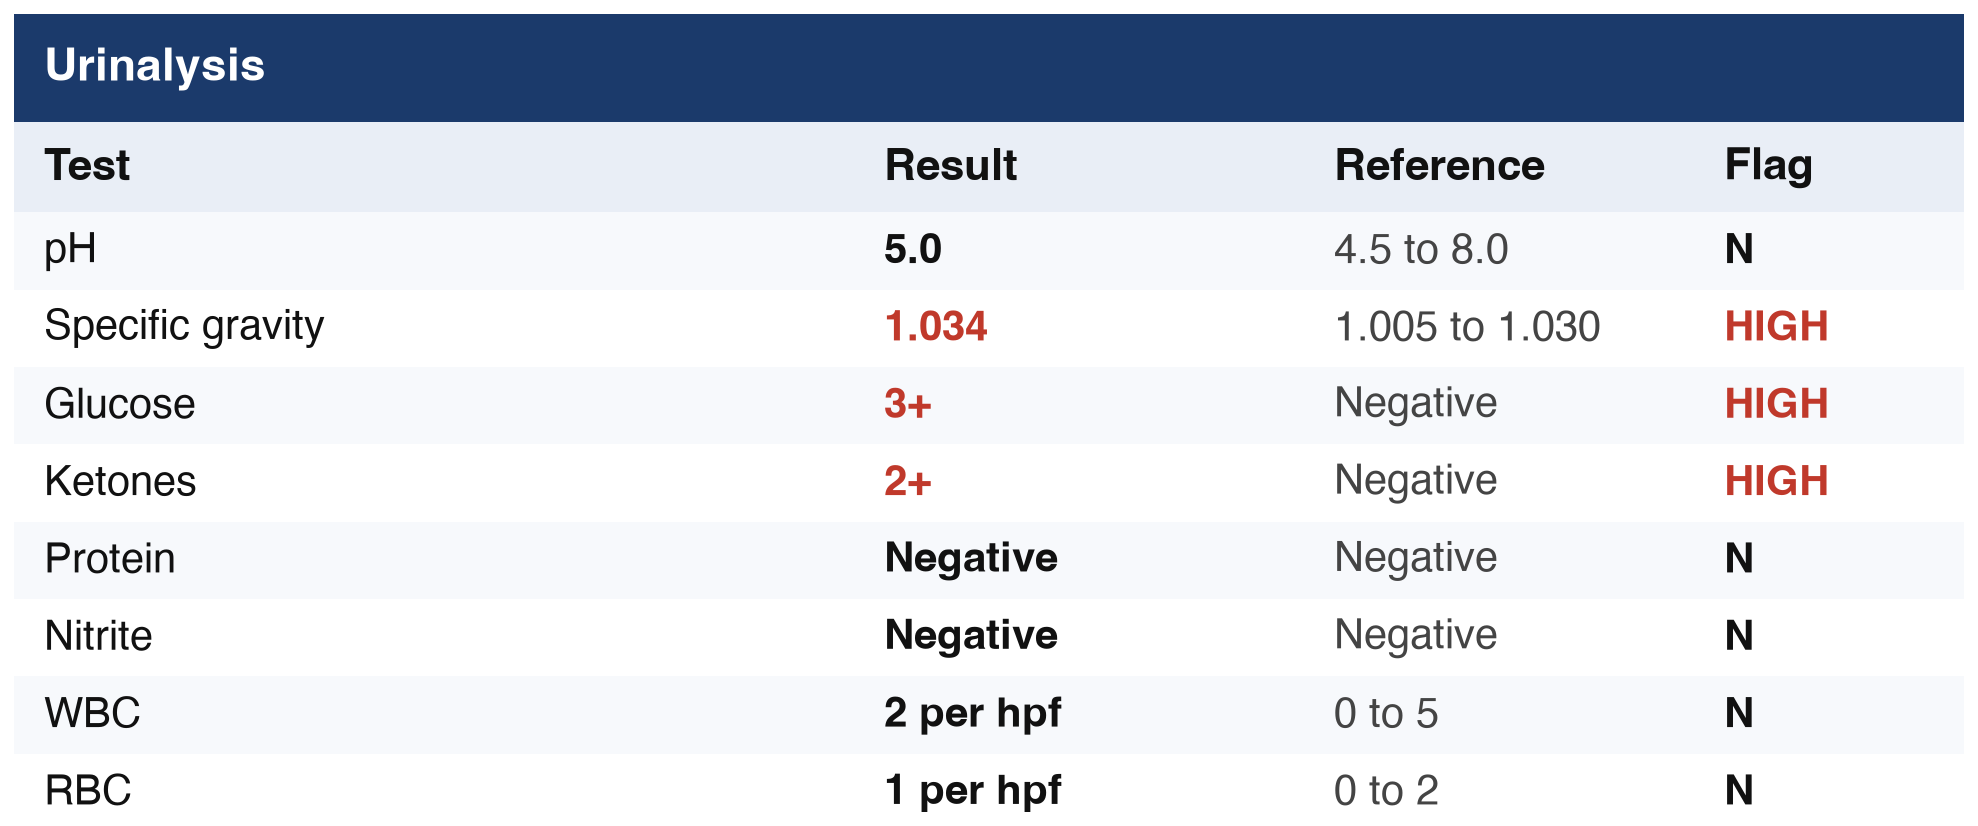 Urinalysis
Test Result Reference Flag
pH 5.0 4.5 to 8.0 N
Specific gravity 1.034 1.005 to 1.030 HIGH
Glucose 3+ Negative HIGH
Ketones 2+ Negative HIGH
Protein Negative Negative N
Nitrite Negative Negative N
WBC 2 per hpf 0 to 5 N
RBC 1 per hpf 0 to 2 N